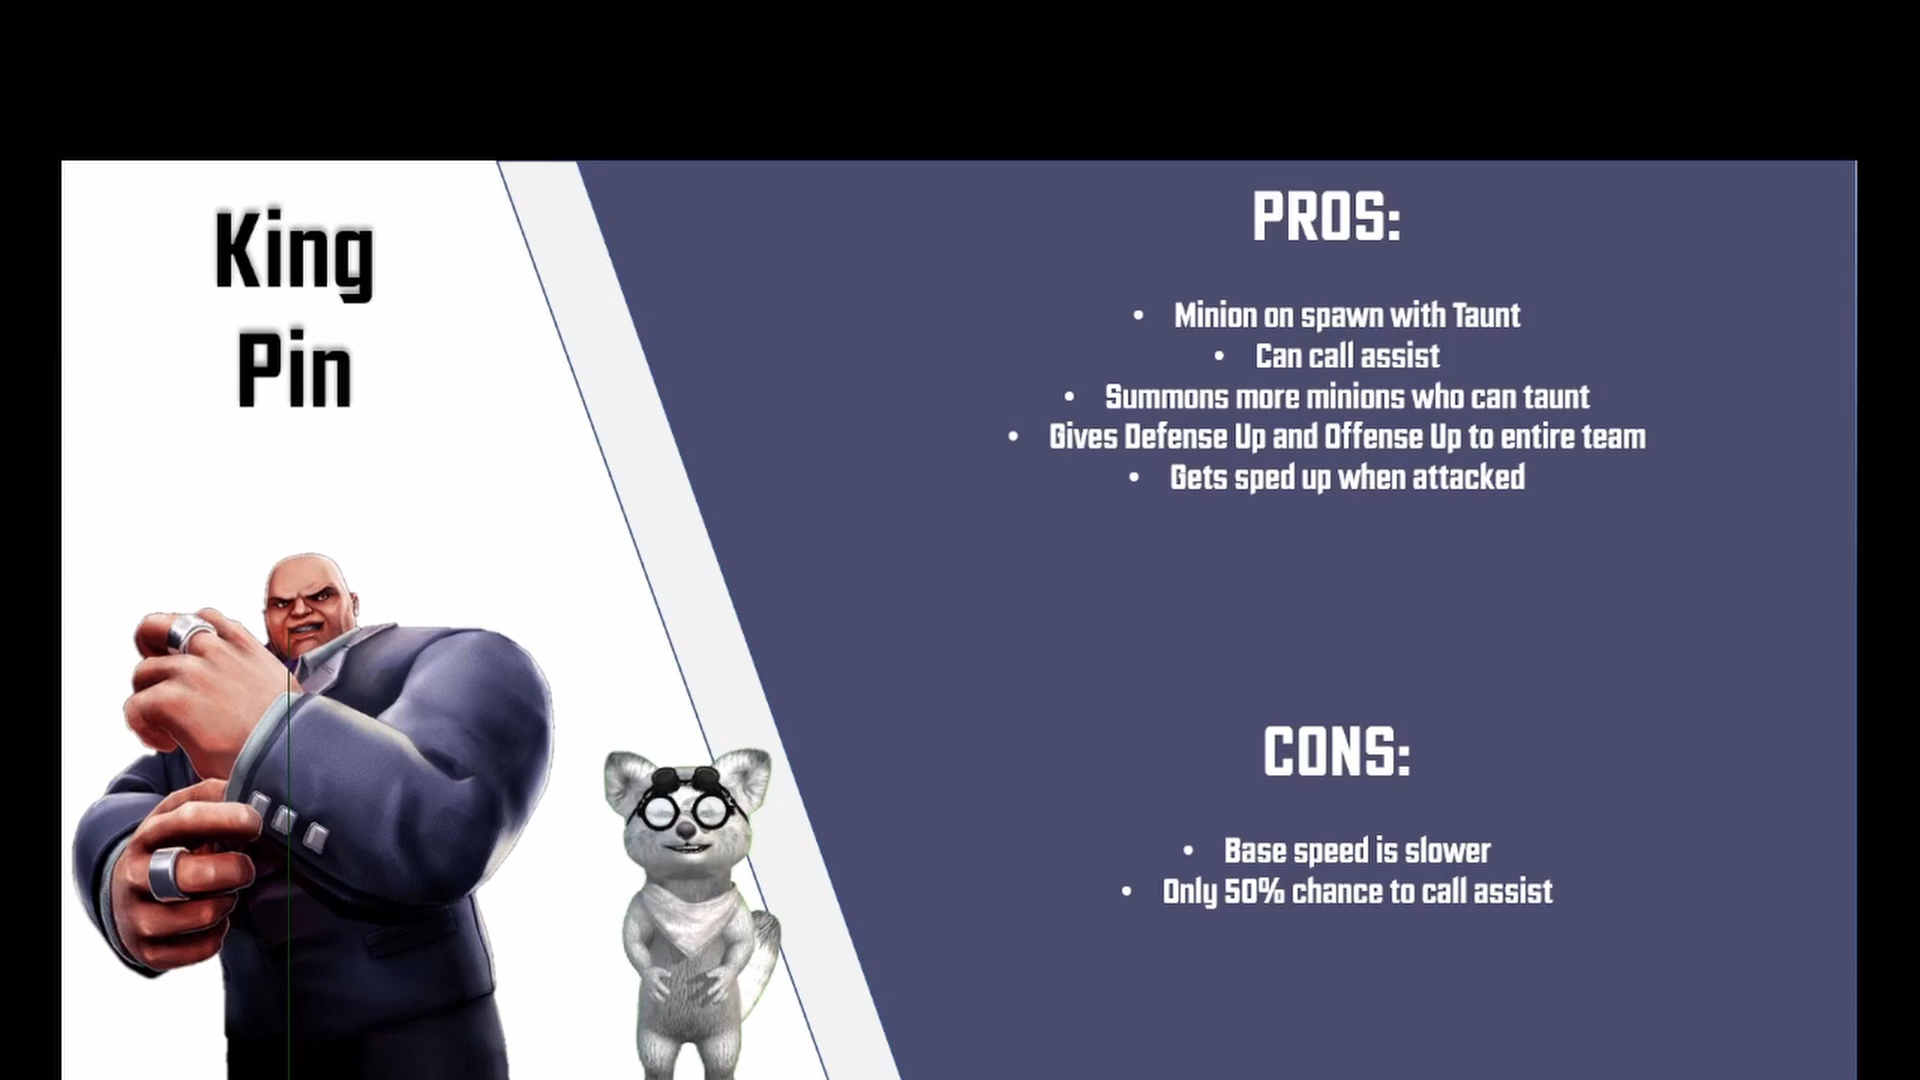 King
Pin
PROS:
• Minion on spawn with Taunt
• Can call assist
• Summons more minions who can taunt
• Gives Defense Up and Offense Up to entire team
• Gets sped up when attacked
CONS:
• Base speed is slower
• Only 50% chance to call assist